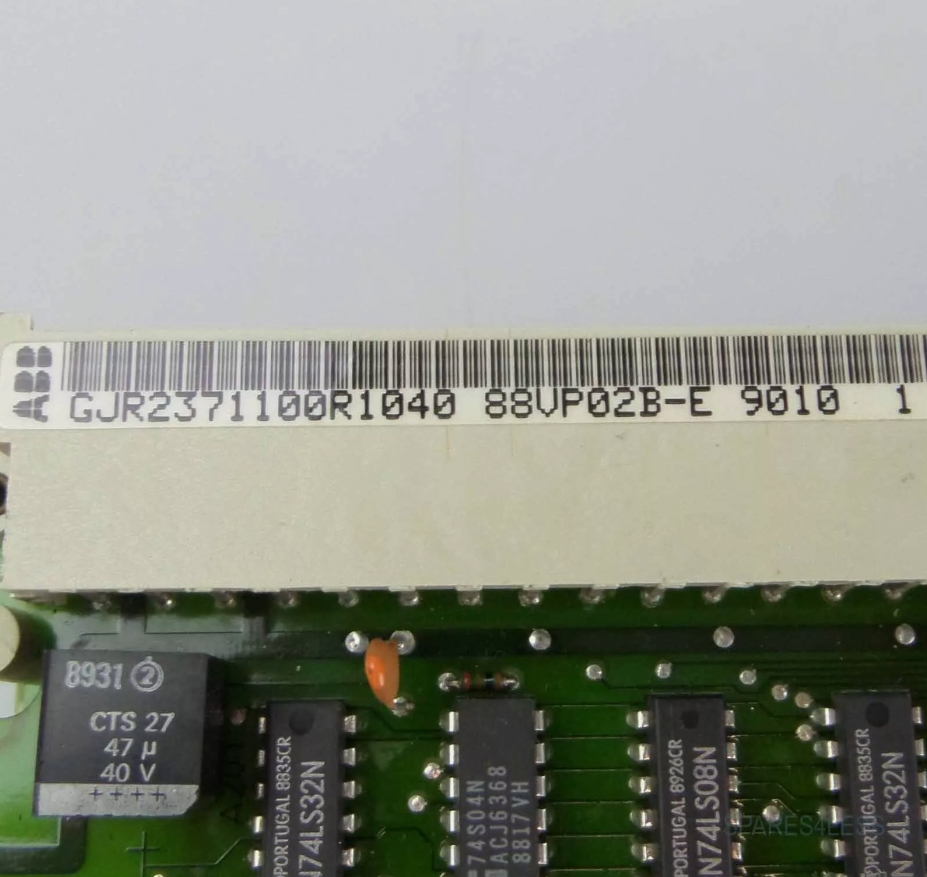 ABB
GJR2371100R1040 88VP02B-E 9010 1
8931 2
CTS 27
47 µ
40 V
++++
PORTUGAL 8835CR
N74LS32N
74S04N
ACJ6368
8817VH
PORTUGAL 8926CR
N74LS08N
PORTUGAL 8835CR
N74LS32N